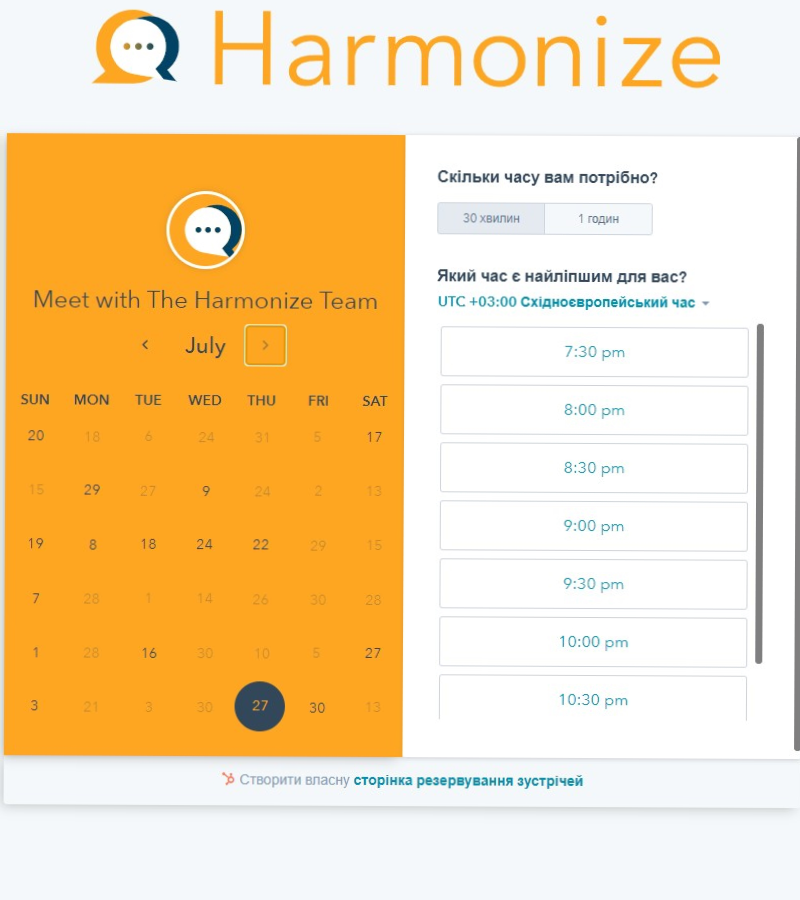 Harmonize
Meet with The Harmonize Team
July
SUN MON TUE WED THU FRI SAT
20 18 6 24 31 5 17
15 29 27 9 24 2 13
19 8 18 24 22 29 15
7 28 1 14 26 30 28
1 28 16 30 10 5 27
3 21 3 30 27 30 13
Скільки часу вам потрібно?
30 хвилин 1 годин
Який час є найліпшим для вас?
UTC +03:00 Східноєвропейський час
7:30 pm
8:00 pm
8:30 pm
9:00 pm
9:30 pm
10:00 pm
10:30 pm
Створити власну сторінка резервування зустрічей